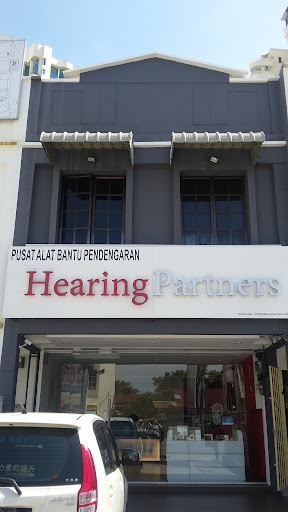 PUSAT ALAT BANTU PENDENGARAN
Hearing Partners